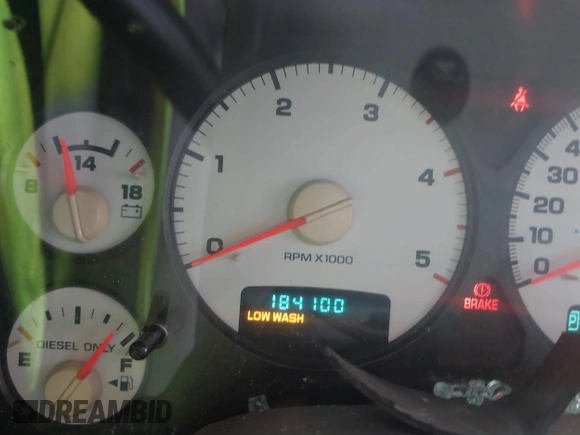 8 14 18
0 1 2 3 4 5
RPM X1000
184100
LOW WASH
DIESEL ONLY
E F
0 10 20 30 40
BRAKE
P
DREAMBID